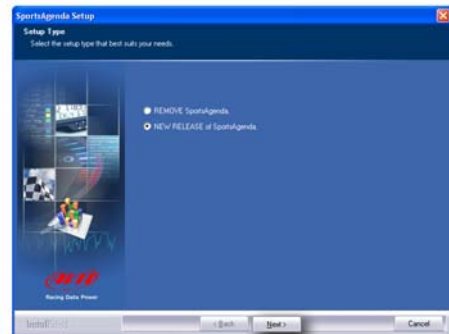 SportsAgenda Setup
Setup Type
Select the setup type that best suits your needs.
REMOVE SportsAgenda.
NEW RELEASE of SportsAgenda.
AIM
Racing Data Power
< Back
Next >
Cancel